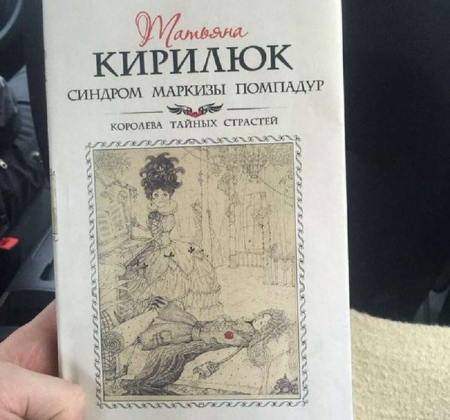 Татьяна
КИРИЛЮК
СИНДРОМ МАРКИЗЫ ПОМПАДУР
КОРОЛЕВА ТАЙНЫХ СТРАСТЕЙ